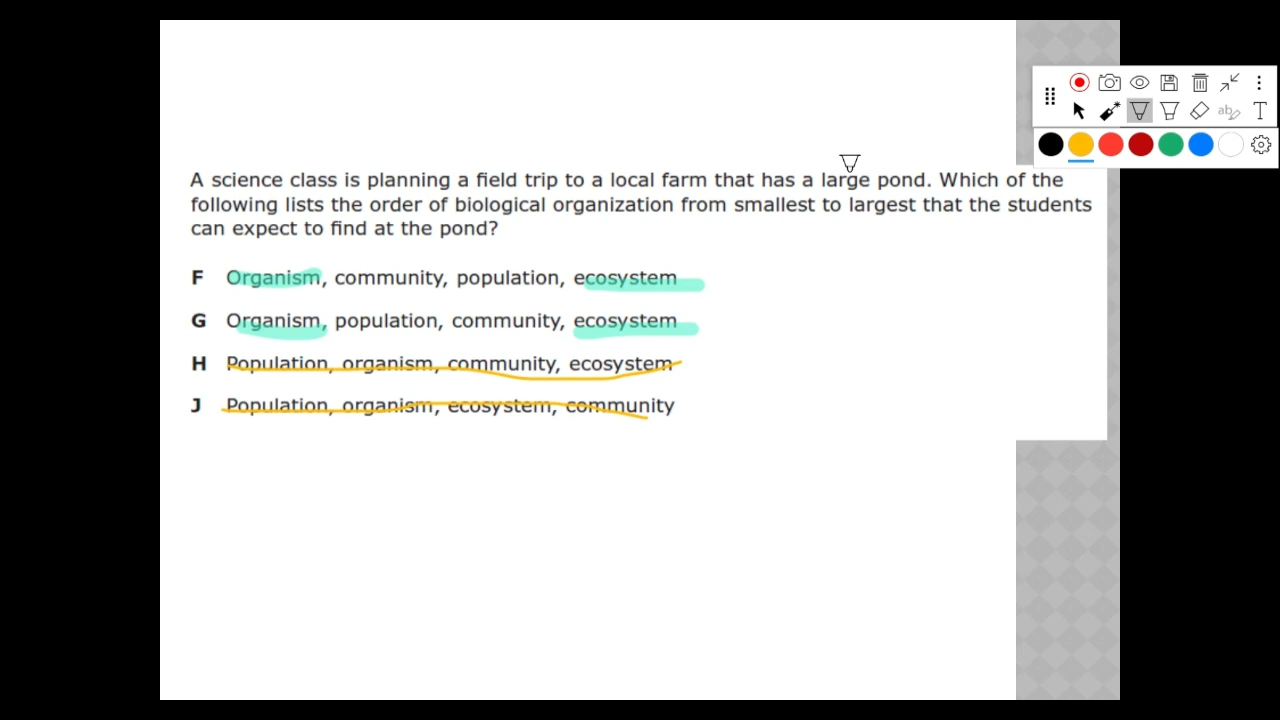 ab
T
A science class is planning a field trip to a local farm that has a large pond. Which of the
following lists the order of biological organization from smallest to largest that the students
can expect to find at the pond?
F Organism, community, population, ecosystem
G Organism, population, community, ecosystem
H Population, organism, community, ecosystem
J Population, organism, ecosystem, community